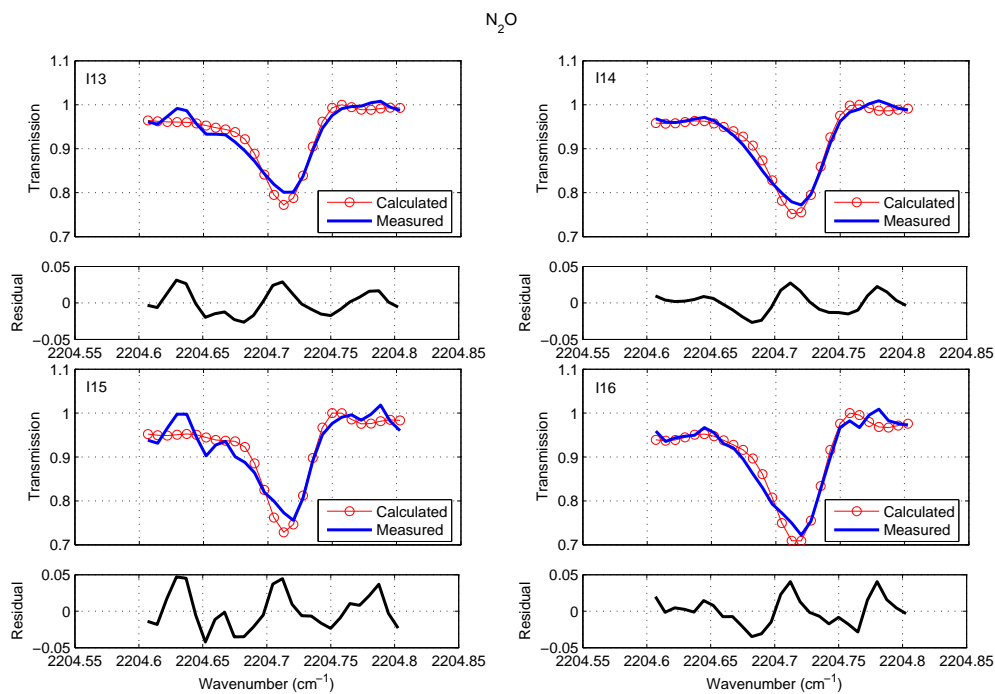 N₂O
1.1
1
0.9
0.8
0.7
Transmission
I13
Calculated
Measured
0.05
0
−0.05
Residual
2204.55 2204.6 2204.65 2204.7 2204.75 2204.8 2204.85
1.1
1
0.9
0.8
0.7
Transmission
I14
Calculated
Measured
0.05
0
−0.05
Residual
2204.55 2204.6 2204.65 2204.7 2204.75 2204.8 2204.85
1.1
1
0.9
0.8
0.7
Transmission
I15
Calculated
Measured
0.05
0
−0.05
Residual
2204.55 2204.6 2204.65 2204.7 2204.75 2204.8 2204.85
Wavenumber (cm⁻¹)
1.1
1
0.9
0.8
0.7
Transmission
I16
Calculated
Measured
0.05
0
−0.05
Residual
2204.55 2204.6 2204.65 2204.7 2204.75 2204.8 2204.85
Wavenumber (cm⁻¹)